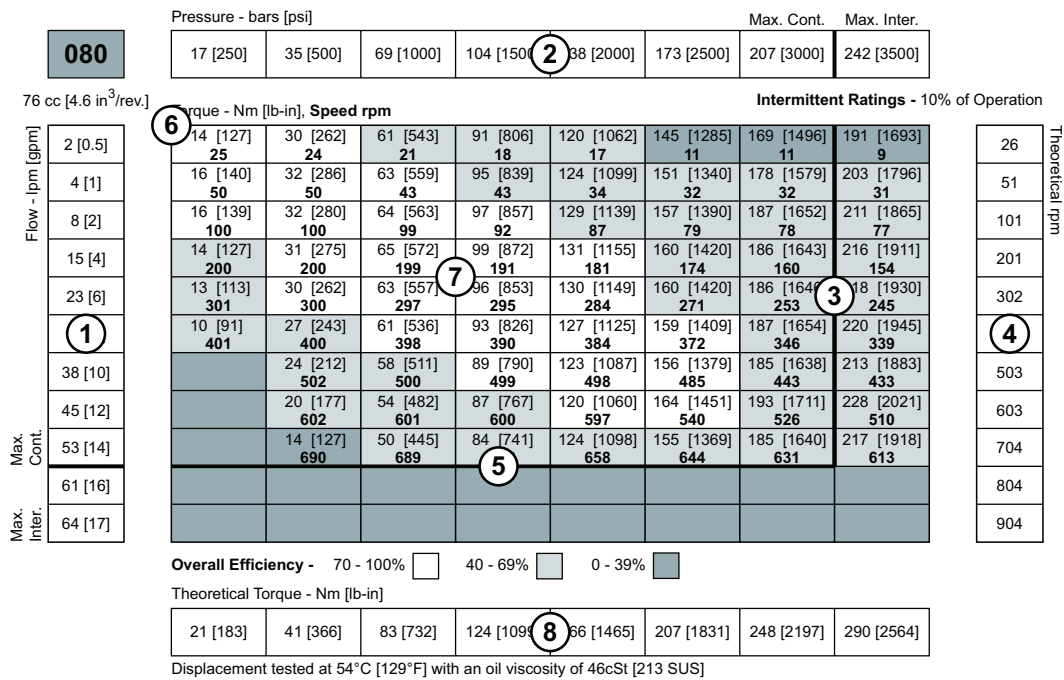 Pressure - bars [psi]
Max. Cont. Max. Inter.
080
17 [250] 35 [500] 69 [1000] 104 [1500 2 38 [2000] 173 [2500] 207 [3000] 242 [3500]
76 cc [4.6 in3/rev.]
6 Torque - Nm [lb-in], Speed rpm
Intermittent Ratings - 10% of Operation
Flow - lpm [gpm]
Theoretical rpm
2 [0.5] 14 [127] 30 [262] 61 [543] 91 [806] 120 [1062] 145 [1285] 169 [1496] 191 [1693] 26
25 24 21 18 17 11 11 9
4 [1] 16 [140] 32 [286] 63 [559] 95 [839] 124 [1099] 151 [1340] 178 [1579] 203 [1796] 51
50 50 43 43 34 32 32 31
8 [2] 16 [139] 32 [280] 64 [563] 97 [857] 129 [1139] 157 [1390] 187 [1652] 211 [1865] 101
100 100 99 92 87 79 78 77
15 [4] 14 [127] 31 [275] 65 [572] 99 [872] 131 [1155] 160 [1420] 186 [1643] 216 [1911] 201
200 200 199 191 181 174 160 154
23 [6] 13 [113] 30 [262] 63 [557 7 96 [853] 130 [1149] 160 [1420] 186 [1646 3 18 [1930] 302
301 300 297 295 284 271 253 245
1 10 [91] 27 [243] 61 [536] 93 [826] 127 [1125] 159 [1409] 187 [1654] 220 [1945] 4
401 400 398 390 384 372 346 339
38 [10] 24 [212] 58 [511] 89 [790] 123 [1087] 156 [1379] 185 [1638] 213 [1883] 503
502 500 499 498 485 443 433
45 [12] 20 [177] 54 [482] 87 [767] 120 [1060] 164 [1451] 193 [1711] 228 [2021] 603
602 601 600 597 540 526 510
Max. Cont.
53 [14] 14 [127] 50 [445] 84 [741] 124 [1098] 155 [1369] 185 [1640] 217 [1918] 704
690 689 5 658 644 631 613
61 [16] 804
Max. Inter.
64 [17] 904
Overall Efficiency - 70 - 100% 40 - 69% 0 - 39%
Theoretical Torque - Nm [lb-in]
21 [183] 41 [366] 83 [732] 124 [1099 8 66 [1465] 207 [1831] 248 [2197] 290 [2564]
Displacement tested at 54°C [129°F] with an oil viscosity of 46cSt [213 SUS]